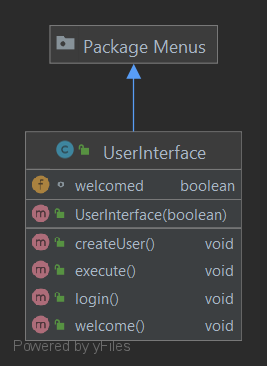 Package Menus
C UserInterface
f welcomed boolean
m UserInterface(boolean)
m createUser() void
m execute() void
m login() void
m welcome() void
Powered by yFiles